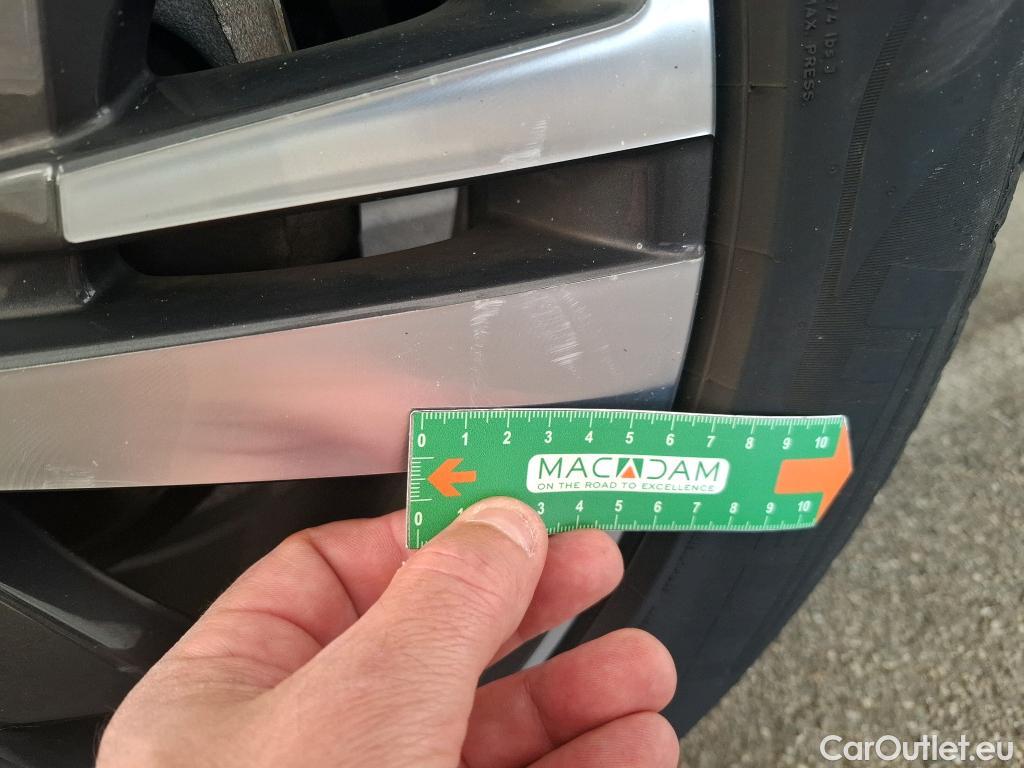 MAX PRESS
0 1 2 3 4 5 6 7 8 9 10
MACADAM
ON THE ROAD TO EXCELLENCE
0 1 3 4 5 6 7 8 9 10
CarOutlet.eu